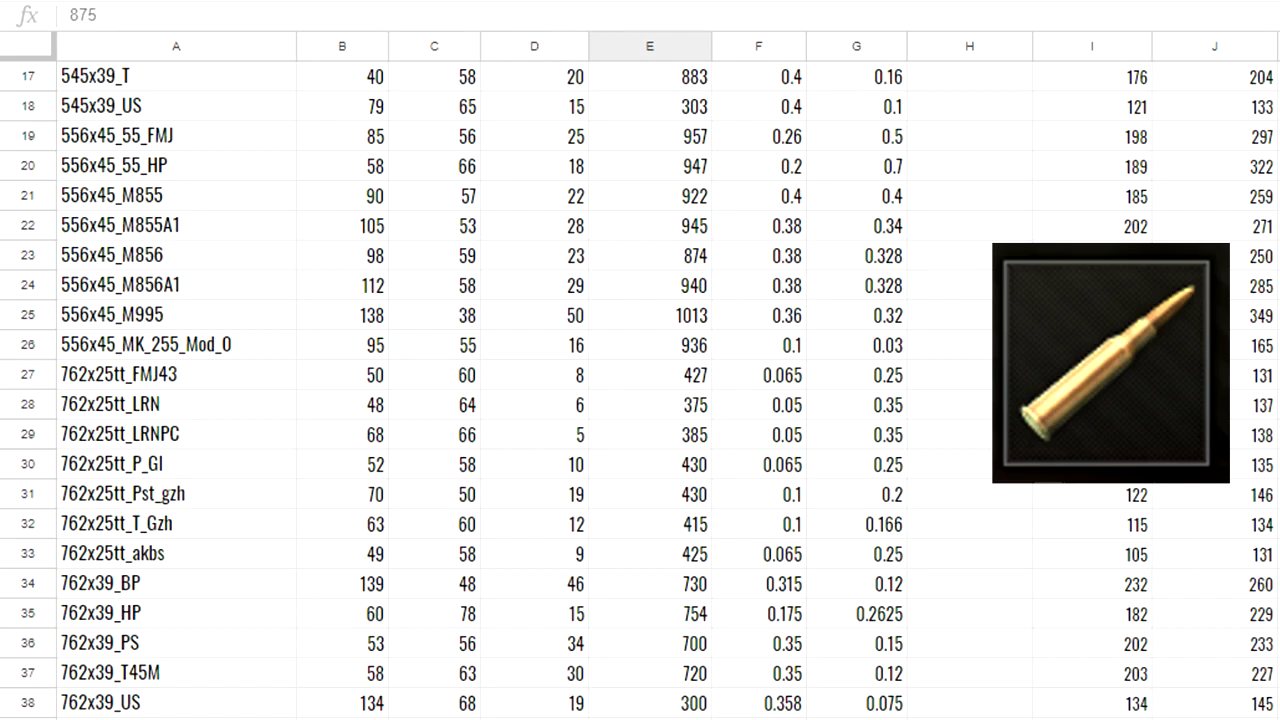 fx 875
A B C D E F G H I J
17 545x39_T 40 58 20 883 0.4 0.16 176 204
18 545x39_US 79 65 15 303 0.4 0.1 121 133
19 556x45_55_FMJ 85 56 25 957 0.26 0.5 198 297
20 556x45_55_HP 58 66 18 947 0.2 0.7 189 322
21 556x45_M855 90 57 22 922 0.4 0.4 185 259
22 556x45_M855A1 105 53 28 945 0.38 0.34 202 271
23 556x45_M856 98 59 23 874 0.38 0.328 250
24 556x45_M856A1 112 58 29 940 0.38 0.328 285
25 556x45_M995 138 38 50 1013 0.36 0.32 349
26 556x45_MK_255_Mod_0 95 55 16 936 0.1 0.03 165
27 762x25tt_FMJ43 50 60 8 427 0.065 0.25 131
28 762x25tt_LRN 48 64 6 375 0.05 0.35 137
29 762x25tt_LRNPC 68 66 5 385 0.05 0.35 138
30 762x25tt_P_Gl 52 58 10 430 0.065 0.25 135
31 762x25tt_Pst_gzh 70 50 19 430 0.1 0.2 122 146
32 762x25tt_T_Gzh 63 60 12 415 0.1 0.166 115 134
33 762x25tt_akbs 49 58 9 425 0.065 0.25 105 131
34 762x39_BP 139 48 46 730 0.315 0.12 232 260
35 762x39_HP 60 78 15 754 0.175 0.2625 182 229
36 762x39_PS 53 56 34 700 0.35 0.15 202 233
37 762x39_T45M 58 63 30 720 0.35 0.12 203 227
38 762x39_US 134 68 19 300 0.358 0.075 134 145